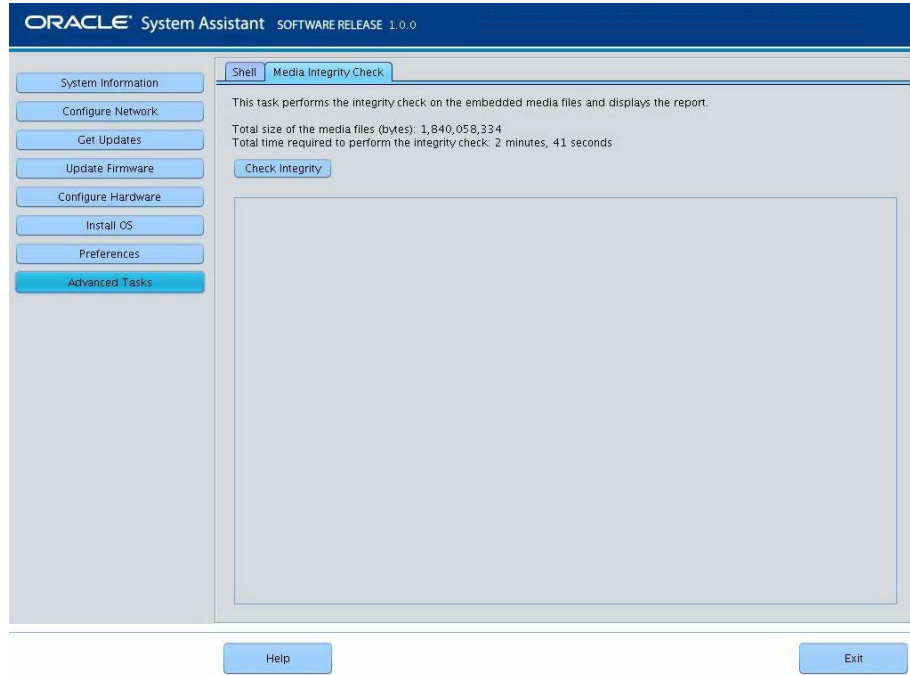 ORACLE® System Assistant SOFTWARE RELEASE 1.0.0
System Information
Configure Network
Get Updates
Update Firmware
Configure Hardware
Install OS
Preferences
Advanced Tasks
Shell Media Integrity Check
This task performs the integrity check on the embedded media files and displays the report.
Total size of the media files (bytes): 1,840,058,334
Total time required to perform the integrity check: 2 minutes, 41 seconds
Check Integrity
Help Exit